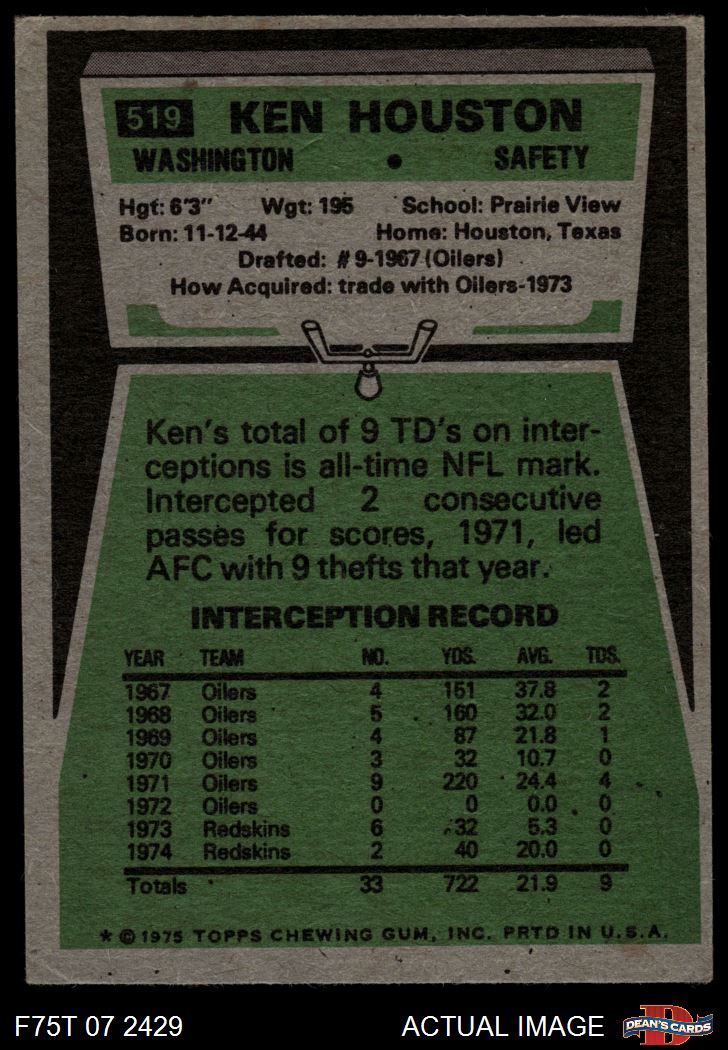 519 KEN HOUSTON
WASHINGTON • SAFETY
Hgt: 6'3" Wgt: 195 School: Prairie View
Born: 11-12-44 Home: Houston, Texas
Drafted: #9-1967 (Oilers)
How Acquired: trade with Oilers-1973
Ken's total of 9 TD's on inter-
ceptions is all-time NFL mark.
Intercepted 2 consecutive
passes for scores, 1971, led
AFC with 9 thefts that year.
INTERCEPTION RECORD
YEAR TEAM NO. YDS. AVG. TDS.
1967 Oilers 4 151 37.8 2
1968 Oilers 5 160 32.0 2
1969 Oilers 4 87 21.8 1
1970 Oilers 3 32 10.7 0
1971 Oilers 9 220 24.4 4
1972 Oilers 0 0 0.0 0
1973 Redskins 6 32 5.3 0
1974 Redskins 2 40 20.0 0
Totals 33 722 21.9 9
* © 1975 TOPPS CHEWING GUM, INC. PRTD IN U.S.A.
F75T 07 2429 ACTUAL IMAGE
D
DEAN'S CARDS